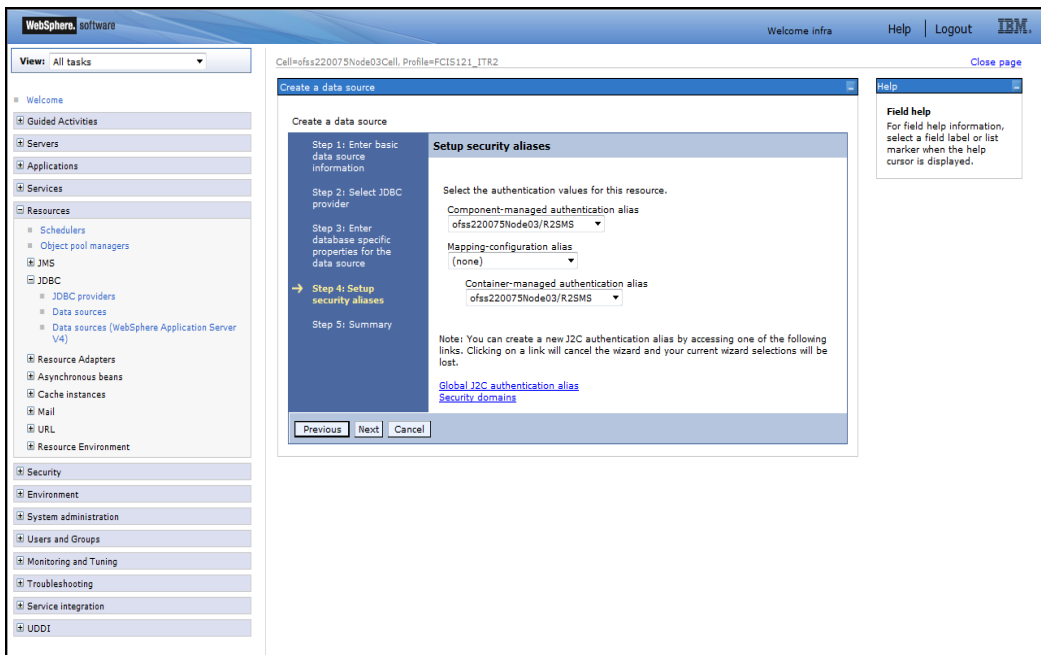 WebSphere. software
Welcome infra
Help
Logout
IBM.
View: All tasks
Cell=ofss220075Node03Cell, Profile=FCIS121_ITR2
Close page
Welcome
Guided Activities
Servers
Applications
Services
Resources
Schedulers
Object pool managers
JMS
JDBC
JDBC providers
Data sources
Data sources (WebSphere Application Server
V4)
Resource Adapters
Asynchronous beans
Cache instances
Mail
URL
Resource Environment
Security
Environment
System administration
Users and Groups
Monitoring and Tuning
Troubleshooting
Service integration
UDDI
Create a data source
Create a data source
Step 1: Enter basic
data source
information
Step 2: Select JDBC
provider
Step 3: Enter
database specific
properties for the
data source
Step 4: Setup
security aliases
Step 5: Summary
Setup security aliases
Select the authentication values for this resource.
Component-managed authentication alias
ofss220075Node03/R2SMS
Mapping-configuration alias
(none)
Container-managed authentication alias
ofss220075Node03/R2SMS
Note: You can create a new J2C authentication alias by accessing one of the following
links. Clicking on a link will cancel the wizard and your current wizard selections will be
lost.
Global J2C authentication alias
Security domains
Previous
Next
Cancel
Help
Field help
For field help information,
select a field label or list
marker when the help
cursor is displayed.